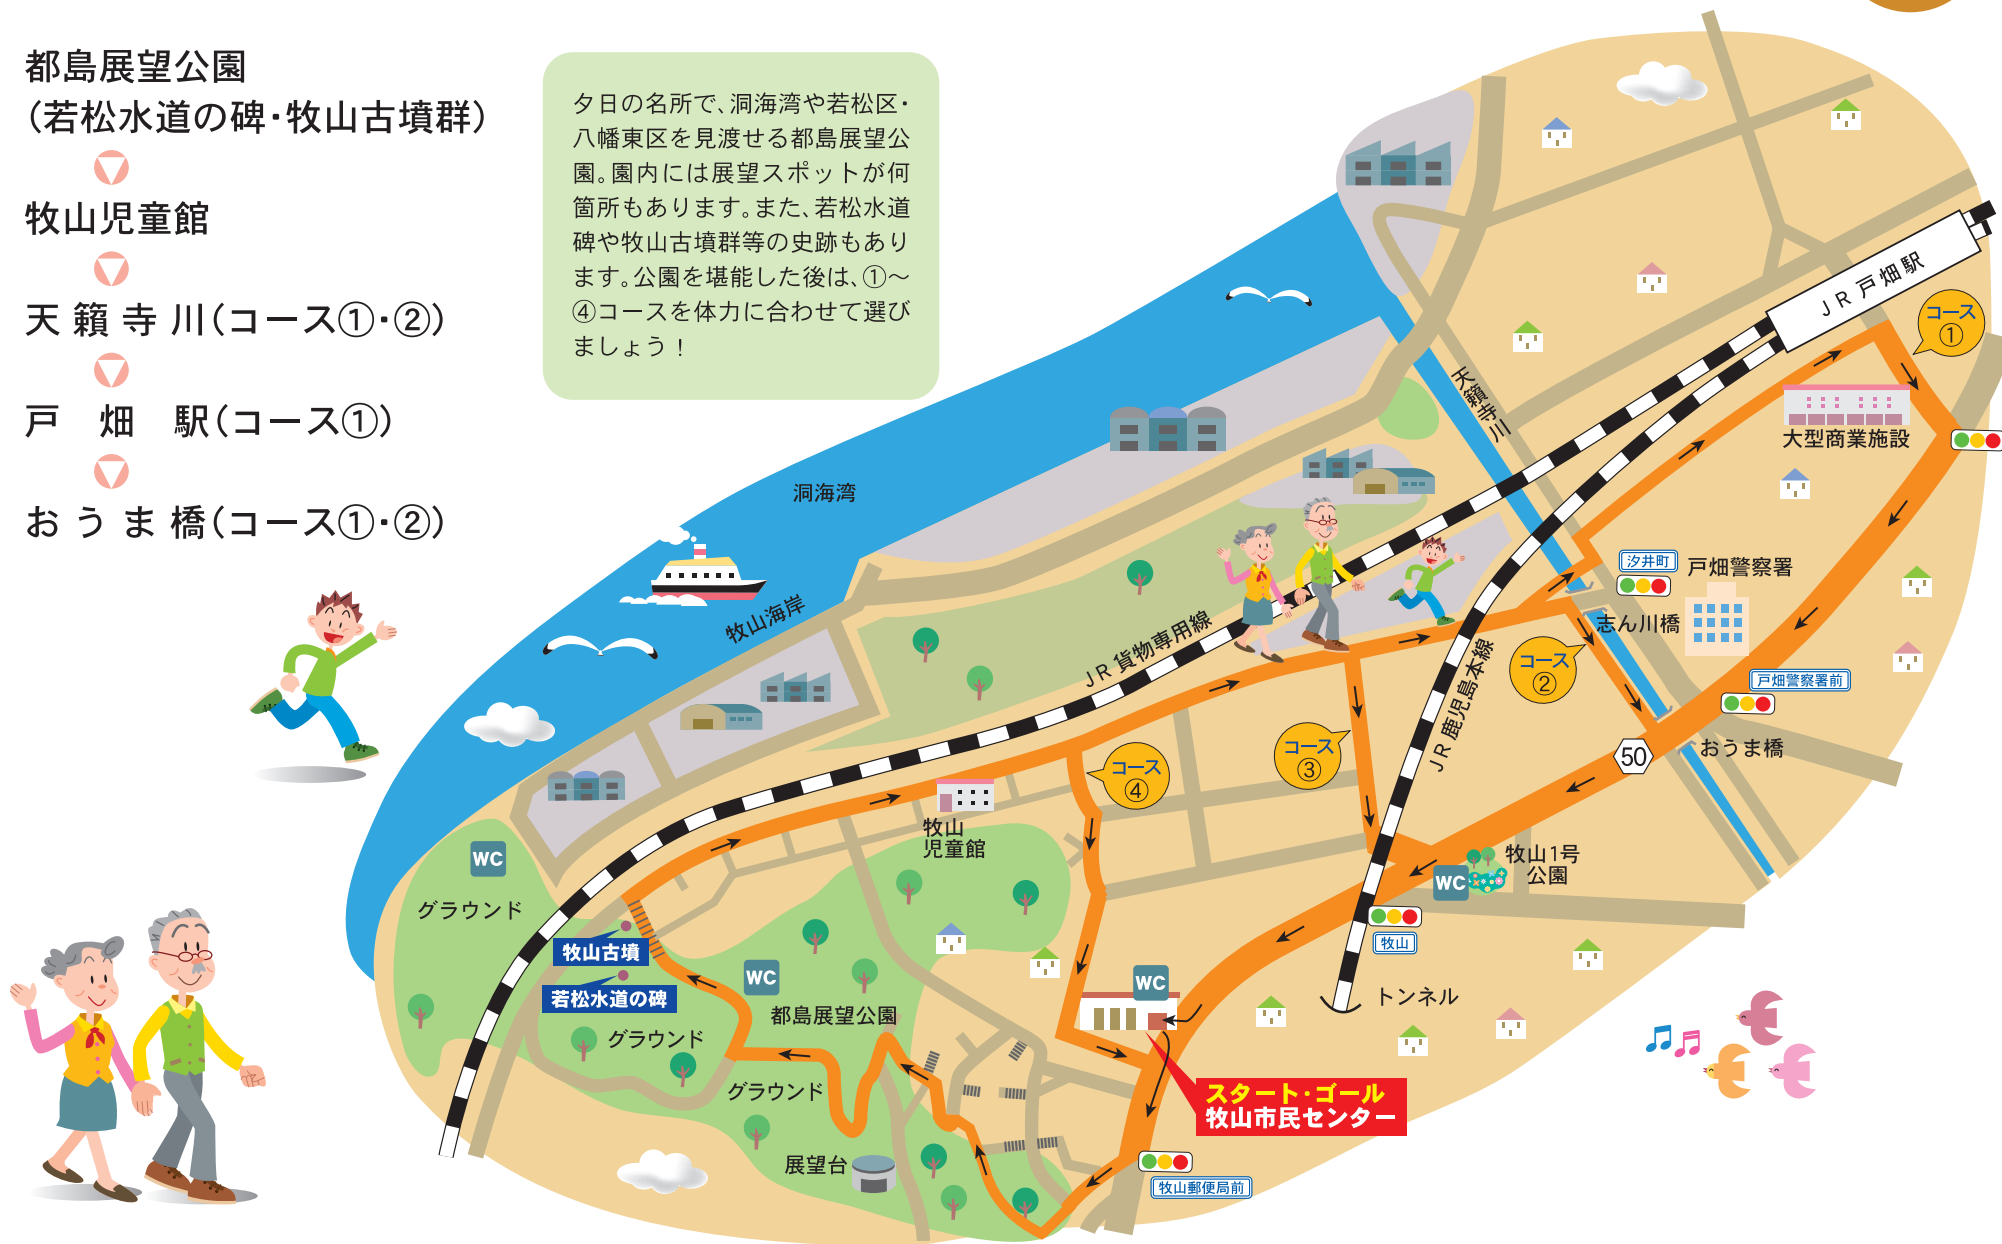 都島展望公園
（若松水道の碑・牧山古墳群）
牧山児童館
天籟寺川（コース①・②）
戸畑駅（コース①）
おうま橋（コース①・②）
夕日の名所で、洞海湾や若松区・
八幡東区を見渡せる都島展望公
園。園内には展望スポットが何
箇所もあります。また、若松水道
碑や牧山古墳群等の史跡もあり
ます。公園を堪能した後は、①～
④コースを体力に合わせて選び
ましょう！
JR戸畑駅
コース
①
天籟寺川
大型商業施設
洞海湾
牧山海岸
JR貨物専用線
汐井町
戸畑警察署
志ん川橋
コース
②
戸畑警察署前
JR鹿児島本線
おうま橋
50
コース
③
コース
④
牧山
児童館
WC
グラウンド
牧山1号
公園
WC
牧山
牧山古墳
若松水道の碑
WC
都島展望公園
グラウンド
WC
トンネル
グラウンド
スタート・ゴール
牧山市民センター
展望台
牧山郵便局前